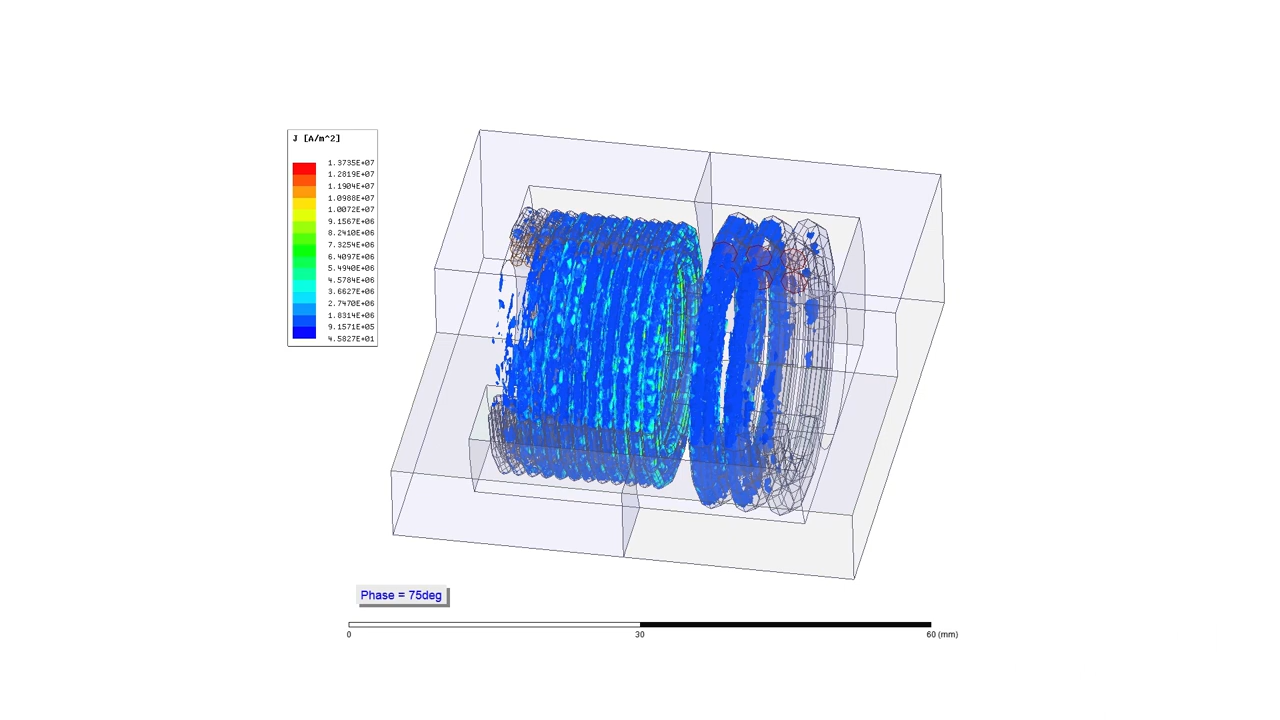 J [A/m^2]
1.3735E+07
1.2819E+07
1.1904E+07
1.0988E+07
1.0072E+07
9.1567E+06
8.2410E+06
7.3254E+06
6.4097E+06
5.4940E+06
4.5784E+06
3.6627E+06
2.7470E+06
1.8314E+06
9.1571E+05
4.5827E+01
Phase = 75deg
0 30 60 (mm)